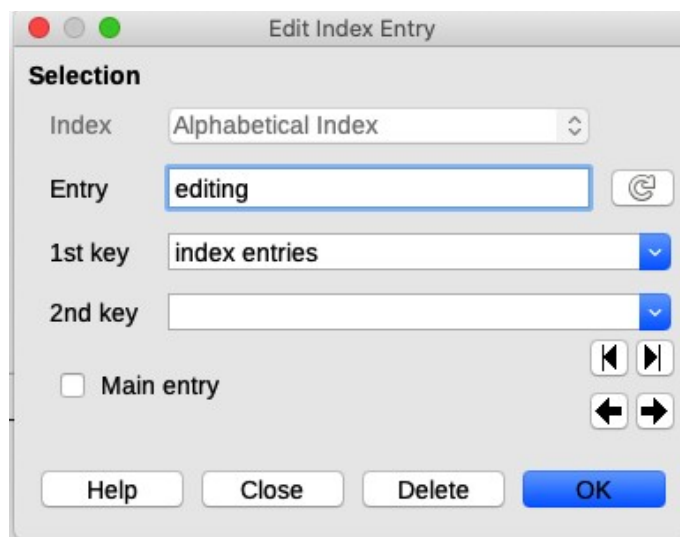 Edit Index Entry
Selection
Index Alphabetical Index
Entry editing
1st key index entries
2nd key
Main entry
Help Close Delete OK